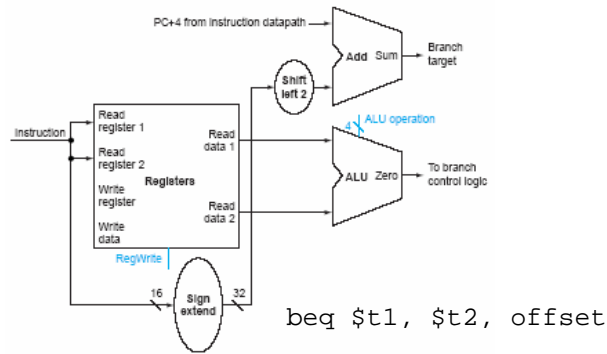 PC+4 from instruction datapath
Add Sum
Branch
target
Shift
left 2
4
ALU operation
Instruction
Read
register 1
Read
register 2
Write
register
Write
data
Registers
Read
data 1
Read
data 2
ALU Zero
To branch
control logic
RegWrite
16
Sign
extend
32
beq $t1, $t2, offset